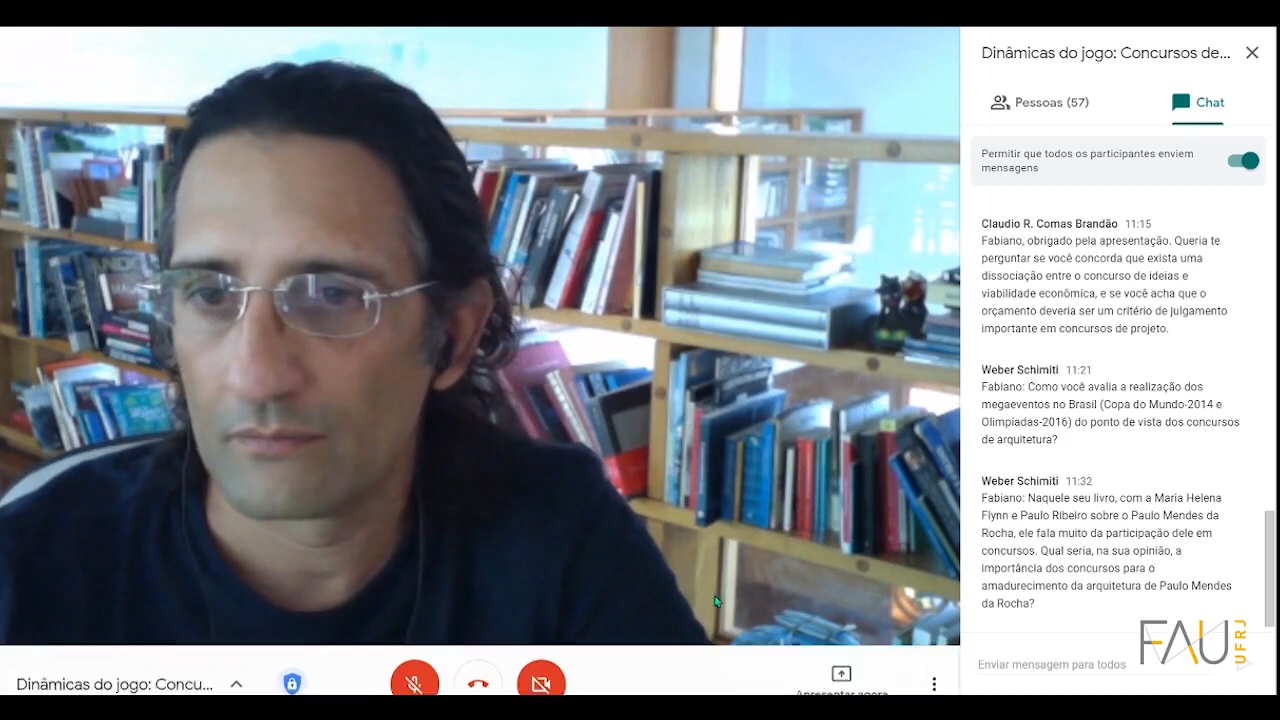 Dinâmicas do jogo: Concursos de...
Pessoas (57)
Chat
Permitir que todos os participantes enviem
mensagens
Claudio R. Comas Brandão 11:15
Fabiano, obrigado pela apresentação. Queria te
perguntar se você concorda que exista uma
dissociação entre o concurso de ideias e
viabilidade econômica, e se você acha que o
orçamento deveria ser um critério de julgamento
importante em concursos de projeto.
Weber Schimiti 11:21
Fabiano: Como você avalia a realização dos
megaeventos no Brasil (Copa do Mundo-2014 e
Olimpíadas-2016) do ponto de vista dos concursos
de arquitetura?
Weber Schimiti 11:32
Fabiano: Naquele seu livro, com a Maria Helena
Flynn e Paulo Ribeiro sobre o Paulo Mendes da
Rocha, ele fala muito da participação dele em
concursos. Qual seria, na sua opinião, a
importância dos concursos para o
amadurecimento da arquitetura de Paulo Mendes
da Rocha?
Enviar mensagem para todos
FAU UFRJ
Dinâmicas do jogo: Concu...
Apresentar agora